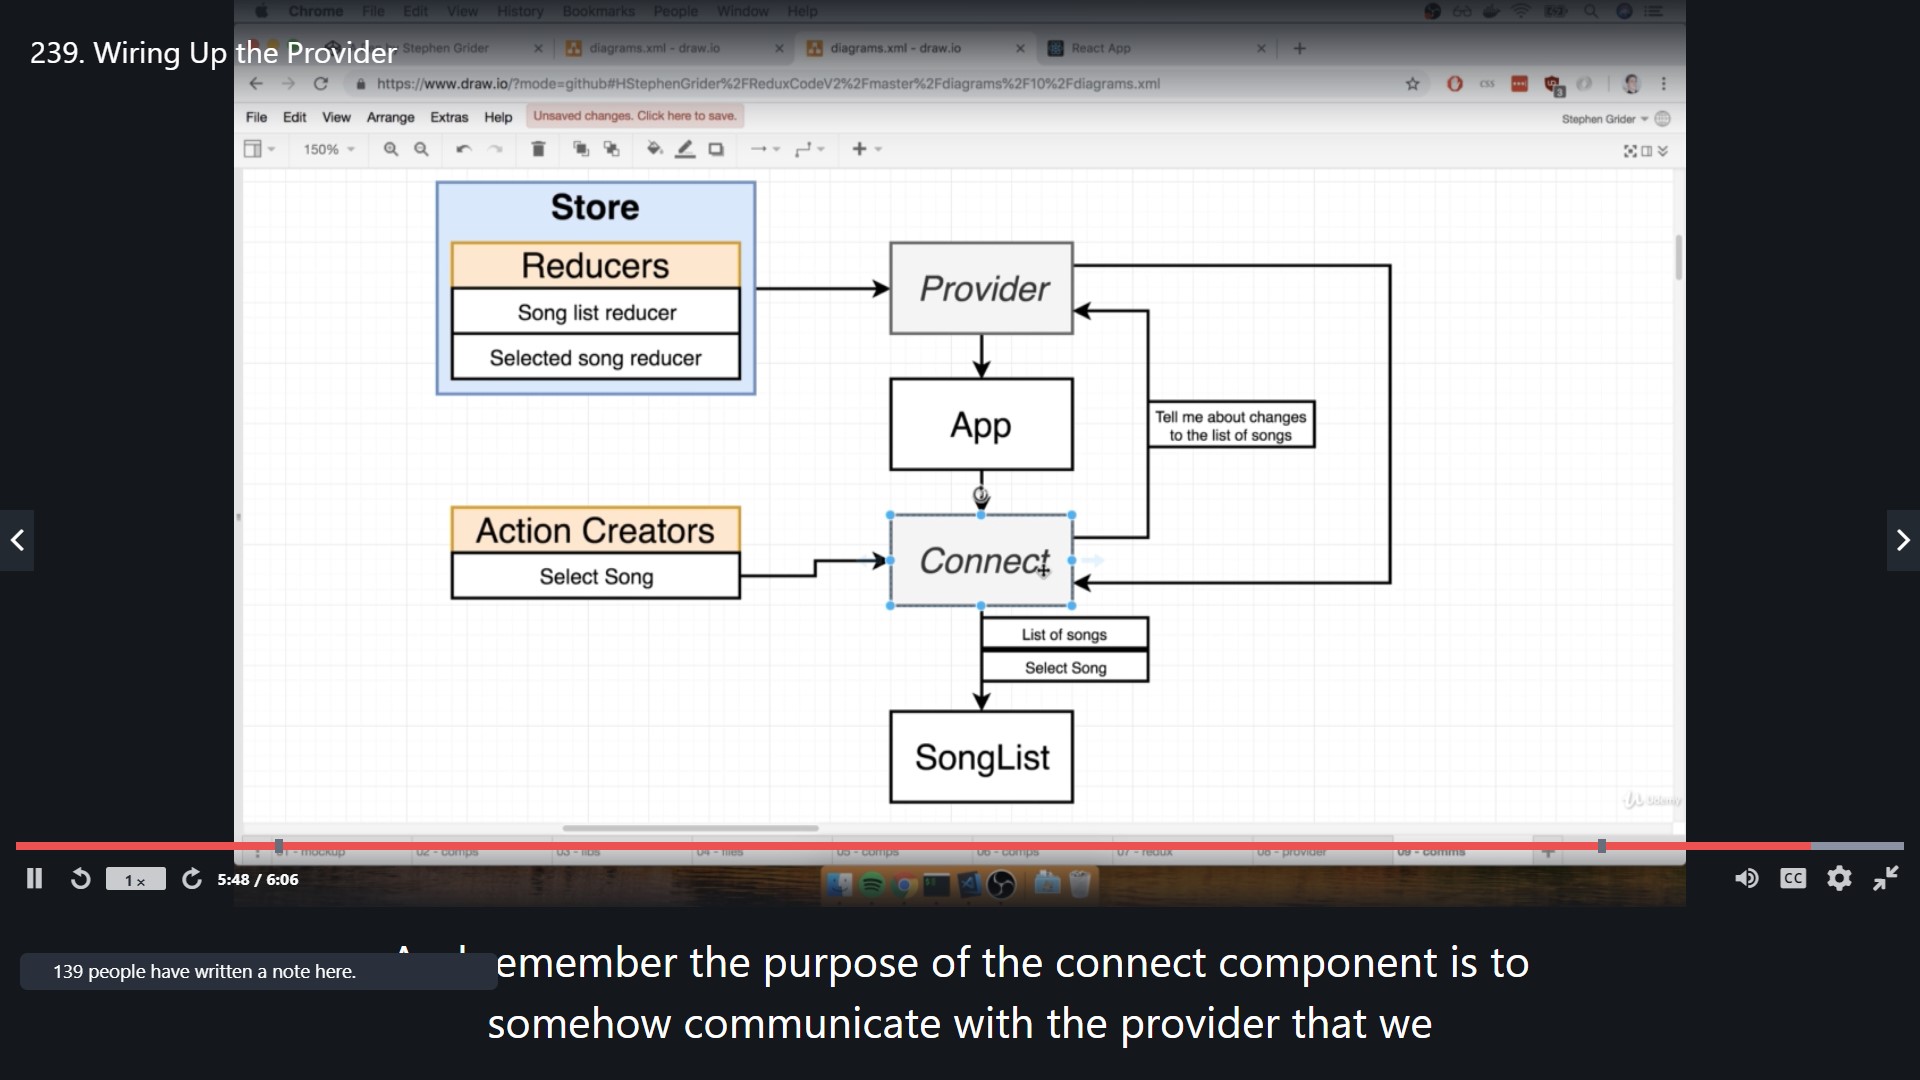 Chrome File Edit View History Bookmarks People Window Help
239. Wiring Up the Provider
Stephen Grider
diagrams.xml - draw.io
diagrams.xml - draw.io
React App
https://www.draw.io/?mode=github#HStephenGrider%2FReduxCodeV2%2Fmaster%2Fdiagrams%2F10%2Fdiagrams.xml
css
3
File Edit View Arrange Extras Help
Unsaved changes. Click here to save.
Stephen Grider
150%
Store
Reducers
Song list reducer
Selected song reducer
Provider
App
Tell me about changes
to the list of songs
Action Creators
Select Song
Connect
List of songs
Select Song
SongList
Udemy
01 - mockup
02 - comps
03 - libs
04 - files
05 - comps
06 - comps
07 - redux
08 - provider
09 - comms
1 x
5:48 / 6:06
CC
139 people have written a note here.
emember the purpose of the connect component is to
somehow communicate with the provider that we